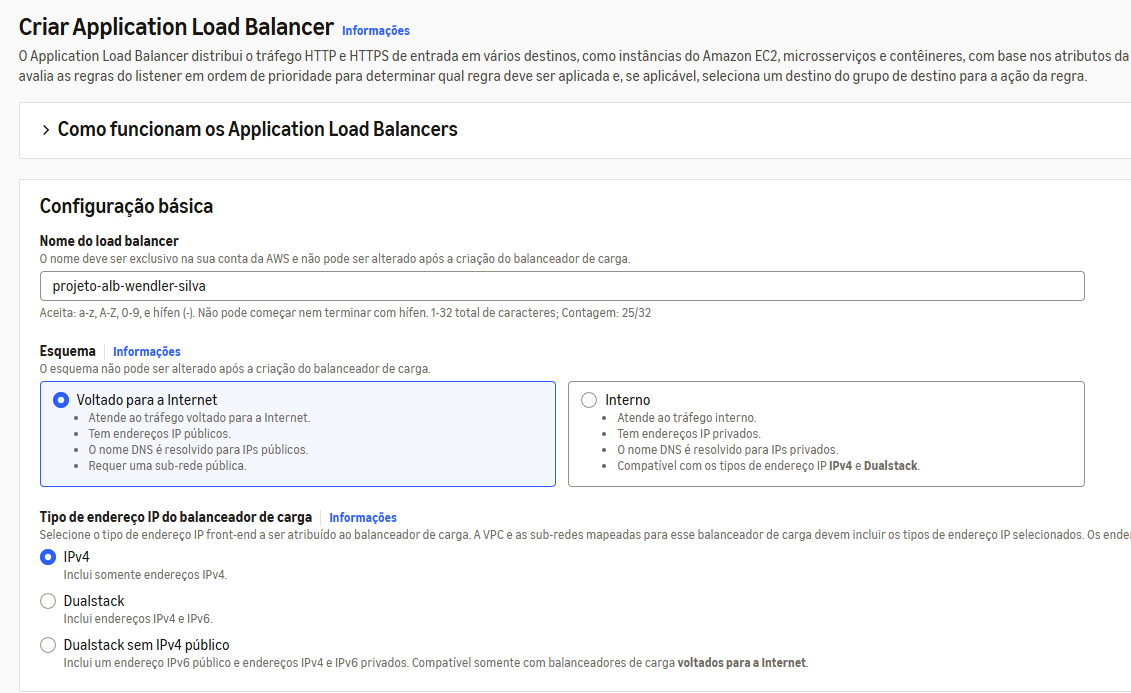 Criar Application Load Balancer Informações
O Application Load Balancer distribui o tráfego HTTP e HTTPS de entrada em vários destinos, como instâncias do Amazon EC2, microsserviços e contêineres, com base nos atributos da
avalia as regras do listener em ordem de prioridade para determinar qual regra deve ser aplicada e, se aplicável, seleciona um destino do grupo de destino para a ação da regra.
Como funcionam os Application Load Balancers
Configuração básica
Nome do load balancer
O nome deve ser exclusivo na sua conta da AWS e não pode ser alterado após a criação do balanceador de carga.
projeto-alb-wendler-silva
Aceita: a-z, A-Z, 0-9, e hífen (-). Não pode começar nem terminar com hífen. 1-32 total de caracteres; Contagem: 25/32
Esquema Informações
O esquema não pode ser alterado após a criação do balanceador de carga.
Voltado para a Internet
• Atende ao tráfego voltado para a Internet.
• Tem endereços IP públicos.
• O nome DNS é resolvido para IPs públicos.
• Requer uma sub-rede pública.
Interno
• Atende ao tráfego interno.
• Tem endereços IP privados.
• O nome DNS é resolvido para IPs privados.
• Compatível com os tipos de endereço IP IPv4 e Dualstack.
Tipo de endereço IP do balanceador de carga Informações
Selecione o tipo de endereço IP front-end a ser atribuído ao balanceador de carga. A VPC e as sub-redes mapeadas para esse balanceador de carga devem incluir os tipos de endereço IP selecionados. Os
IPv4
Inclui somente endereços IPv4.
Dualstack
Inclui endereços IPv4 e IPv6.
Dualstack sem IPv4 público
Inclui um endereço IPv6 público e endereços IPv4 e IPv6 privados. Compatível somente com balanceadores de carga voltados para a Internet.